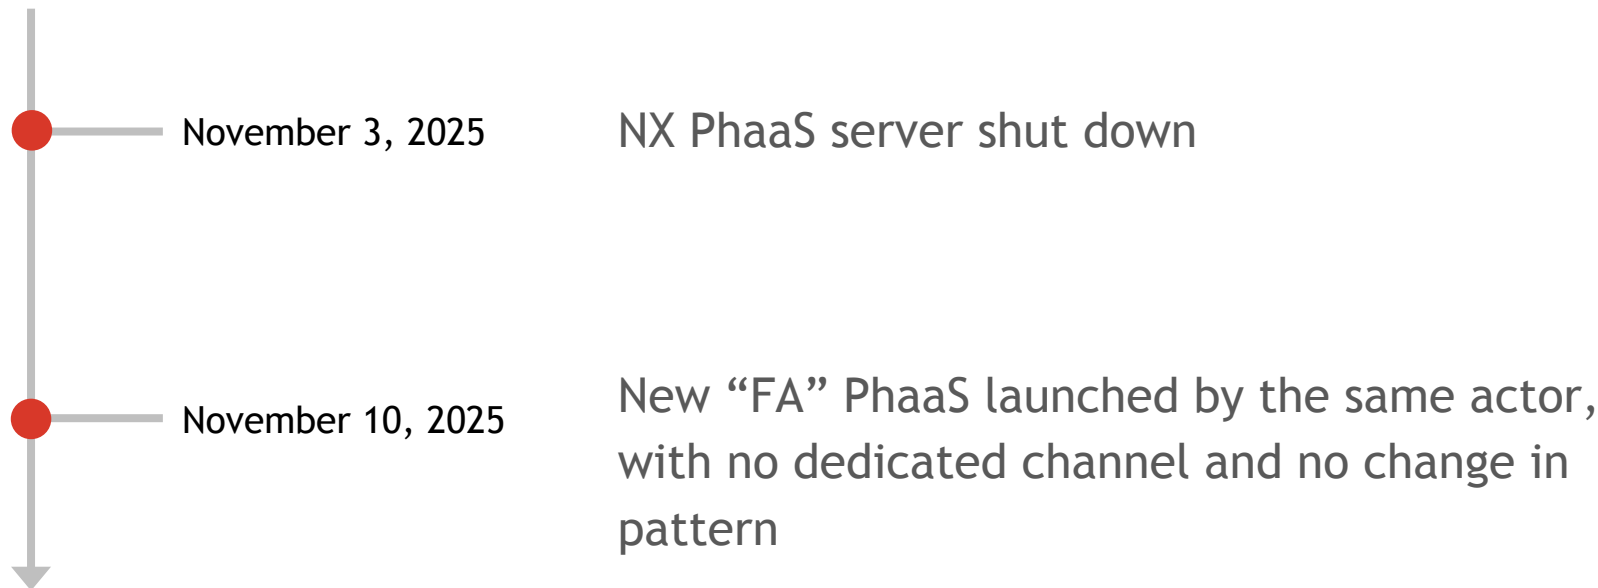 November 3, 2025
NX PhaaS server shut down
November 10, 2025
New “FA” PhaaS launched by the same actor,
with no dedicated channel and no change in
pattern